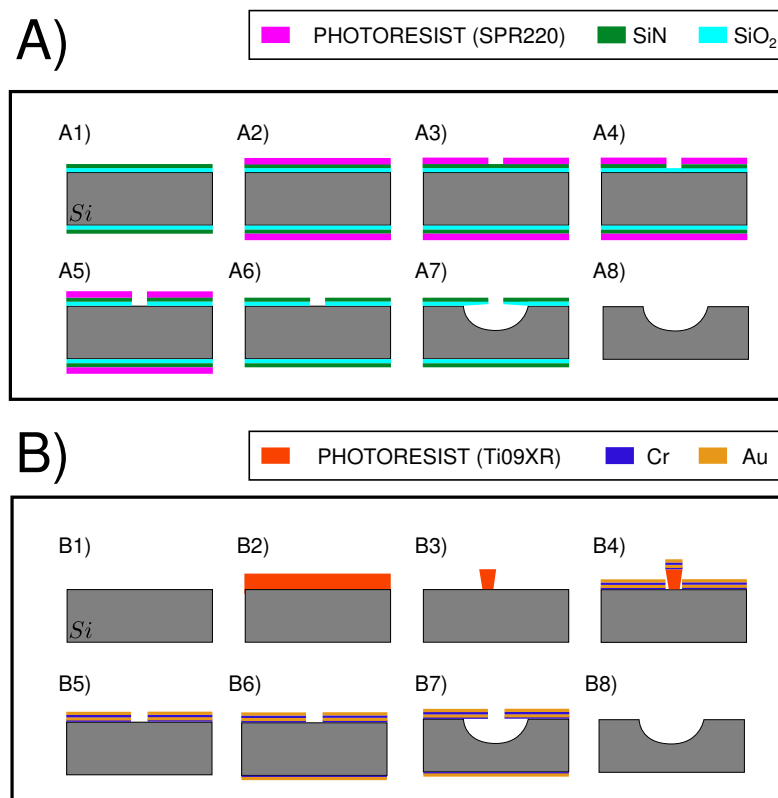 A)
PHOTORESIST (SPR220) SiN SiO₂
A1) A2) A3) A4)
Si
A5) A6) A7) A8)
B)
PHOTORESIST (Ti09XR) Cr Au
B1) B2) B3) B4)
Si
B5) B6) B7) B8)